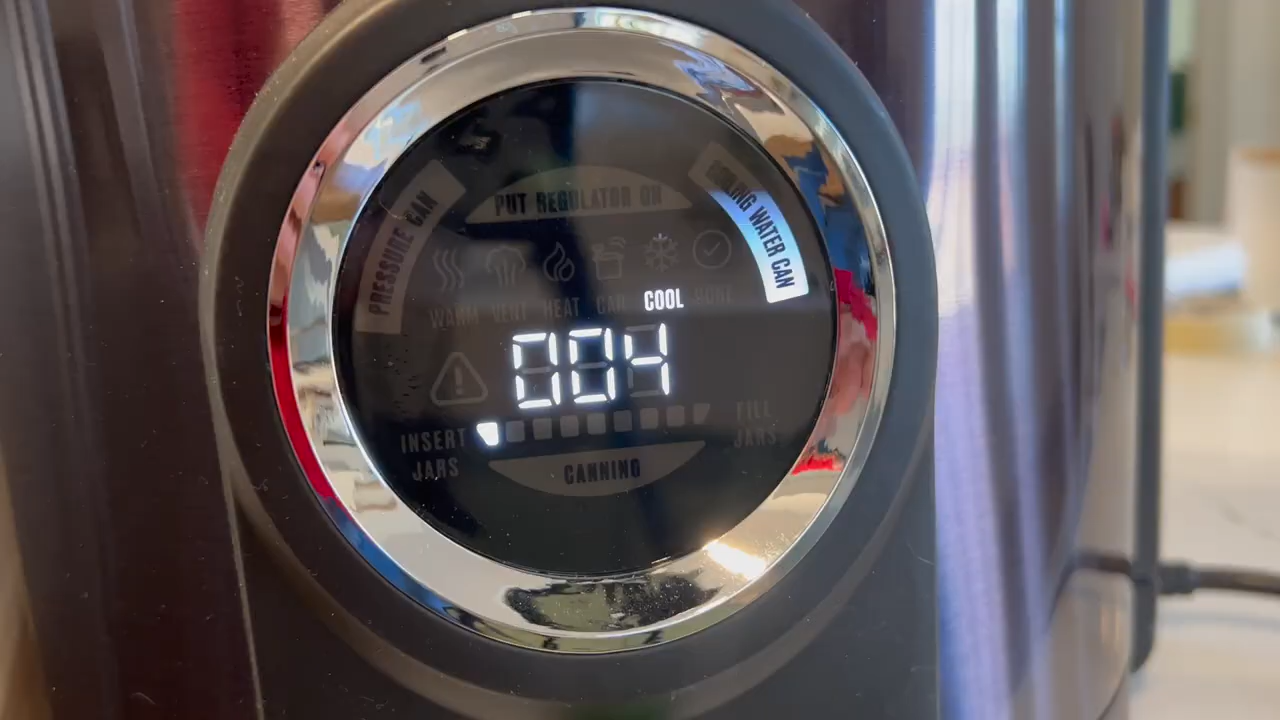 PUT REGULATOR ON
PRESSURE CAN
BOILING WATER CAN
WARM VENT HEAT CAN COOL DONE
004
INSERT JARS
FILL JARS
CANNING